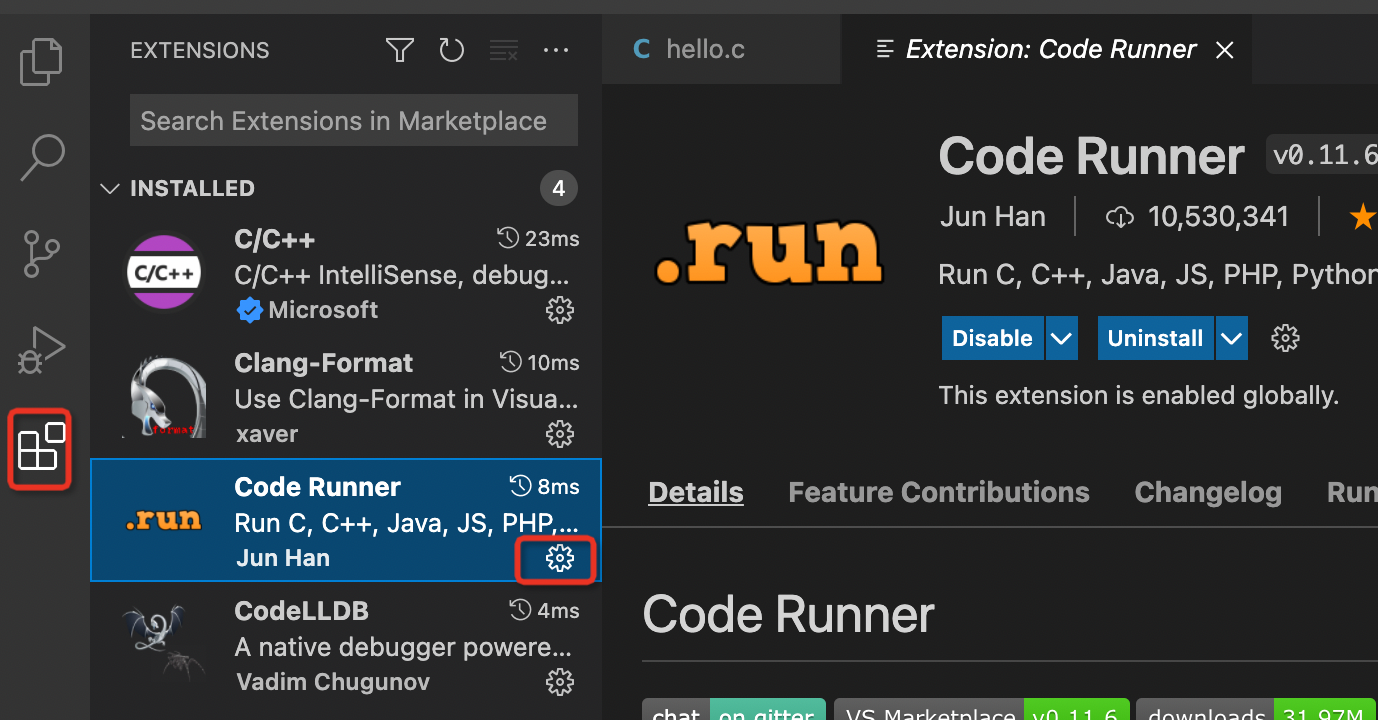 EXTENSIONS
Search Extensions in Marketplace
INSTALLED 4
C/C++
C/C++ 23ms
C/C++ IntelliSense, debug...
Microsoft
format
Clang-Format 10ms
Use Clang-Format in Visua...
xaver
.run
Code Runner 8ms
Run C, C++, Java, JS, PHP,...
Jun Han
CodeLLDB 4ms
A native debugger powere...
Vadim Chugunov
C hello.c
Extension: Code Runner
.run
Code Runner v0.11.6
Jun Han 10,530,341
Run C, C++, Java, JS, PHP, Python
Disable Uninstall
This extension is enabled globally.
Details Feature Contributions Changelog Run
Code Runner
chat on gitter VS Marketplace v0.11.6 downloads 31.97M